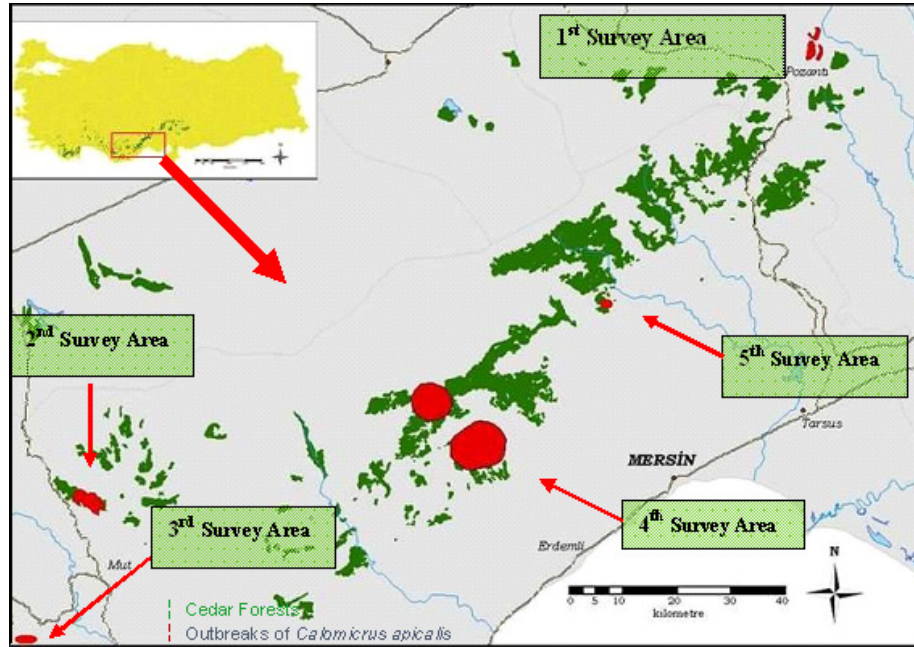 1st Survey Area
Pozantı
2nd Survey Area
5th Survey Area
Tarsus
MERSİN
3rd Survey Area
4th Survey Area
Mut
Erdemli
N
0 5 10 20 30 40
kilometre
Cedar Forests
Outbreaks of Calomicrus apicalis